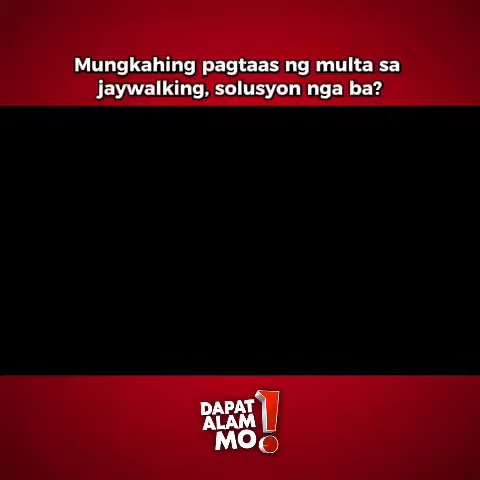 Mungkahing pagtaas ng multa sa
jaywalking, solusyon nga ba?
DAPAT
ALAM
MO!